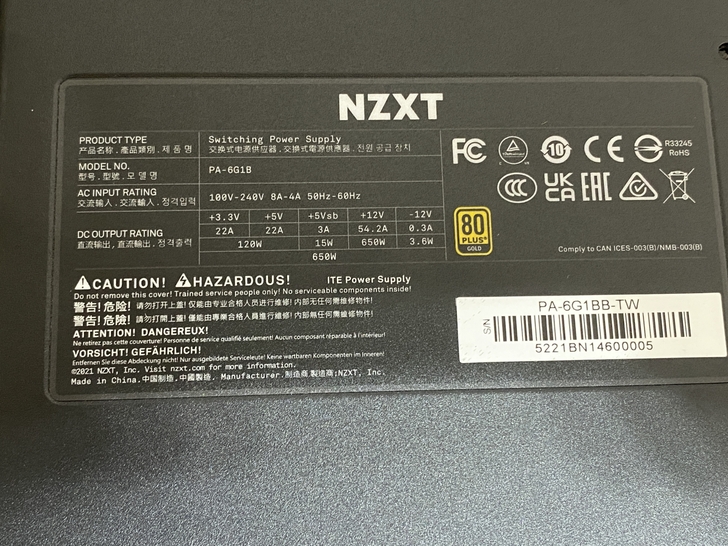 NZXT
PRODUCT TYPE Switching Power Supply
产品名称 . 產品類別 . 제 품 명 交换式电源供应器 . 交換式電源供應器 . 전원 공급 장치
MODEL NO. PA-6G1B
型号 . 型號 . 모 델 명
AC INPUT RATING 100V-240V 8A-4A 50Hz-60Hz
交流输入 . 交流輸入 . 정격입력
+3.3V +5V +5Vsb +12V -12V
DC OUTPUT RATING 22A 22A 3A 54.2A 0.3A
直流输出, 直流輸出, 정격출력 120W 15W 650W 3.6W
650W
FC 10 CE R33245
RoHS
CCC UKCA EAC
80
PLUS®
GOLD
Comply to CAN ICES-003(B)/NMB-003(B)
CAUTION! HAZARDOUS! ITE Power Supply
Do not remove this cover! Trained service people only! No serviceable components inside!
警告! 危险! 请勿打开上盖! 仅能由专业合格人员进行维修! 内部无任何需维修物件!
警告! 危險! 請勿打開上蓋! 僅能由專業合格人員進行維修! 內部無任何需維修物件!
ATTENTION! DANGEREUX!
Ne retirez pas cette couverture! Personne de service qualifié seulement! Aucun composant réparable à l'intérieur!
VORSICHT! GEFÄHRLICH!
Entfernen Sie diese Abdeckung nicht! Nur ausgebildete Serviceleute! Keine wartbaren Komponenten im Inneren!
©2021 NZXT, Inc. Visit nzxt.com for more information.
Made in China.中国制造.中國製造. Manufacturer.制造商.製造商:NZXT, Inc.
PA-6G1BB-TW
S/N
5221BN14600005